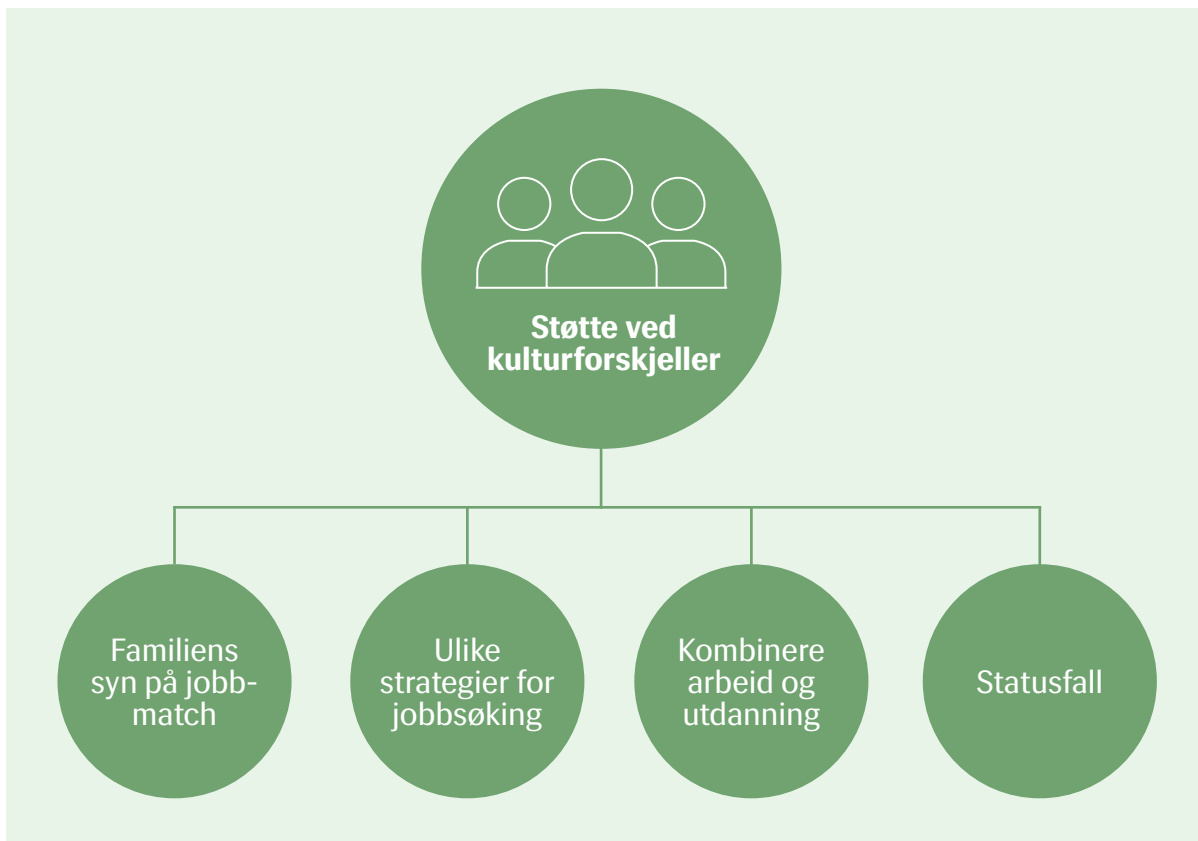 Støtte ved
kulturforskjeller
Familiens
syn på jobb-
match
Ulike
strategier for
jobbsøking
Kombinere
arbeid og
utdanning
Statusfall